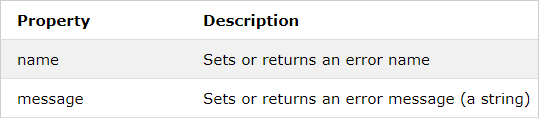 Property Description
name Sets or returns an error name
message Sets or returns an error message (a string)